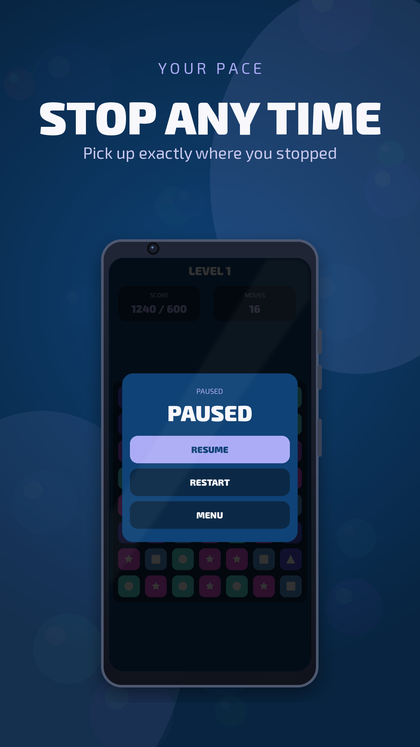 YOUR PACE
STOP ANY TIME
Pick up exactly where you stopped
LEVEL 1
SCORE
MOVES
1240 / 600
16
PAUSED
PAUSED
RESUME
RESTART
MENU